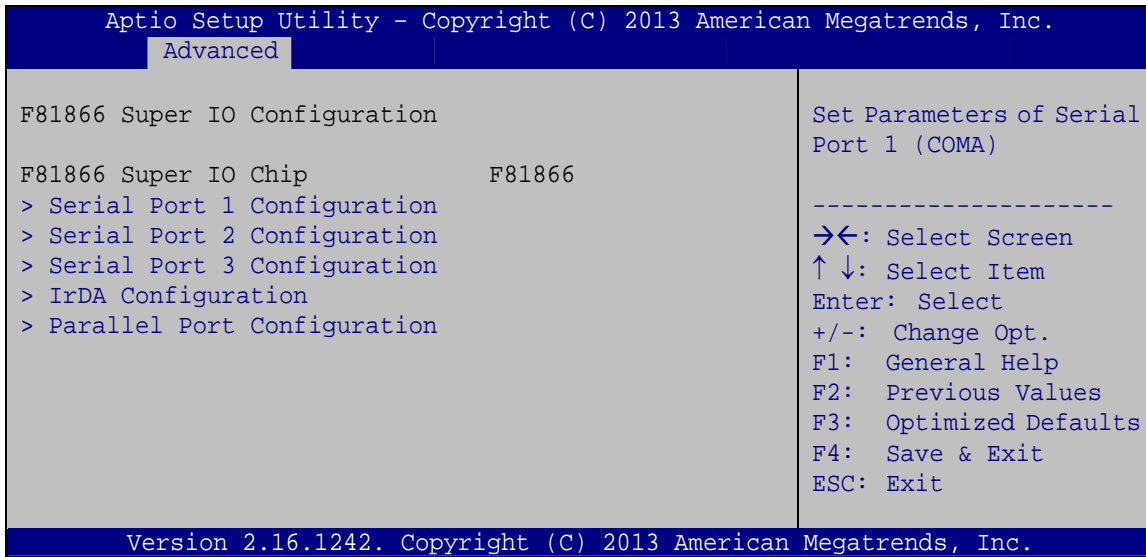 Aptio Setup Utility – Copyright (C) 2013 American Megatrends, Inc.
Advanced
F81866 Super IO Configuration
F81866 Super IO Chip F81866
> Serial Port 1 Configuration
> Serial Port 2 Configuration
> Serial Port 3 Configuration
> IrDA Configuration
> Parallel Port Configuration
Set Parameters of Serial
Port 1 (COMA)
---------------------
→←: Select Screen
↑ ↓: Select Item
Enter: Select
+/-: Change Opt.
F1: General Help
F2: Previous Values
F3: Optimized Defaults
F4: Save & Exit
ESC: Exit
Version 2.16.1242. Copyright (C) 2013 American Megatrends, Inc.